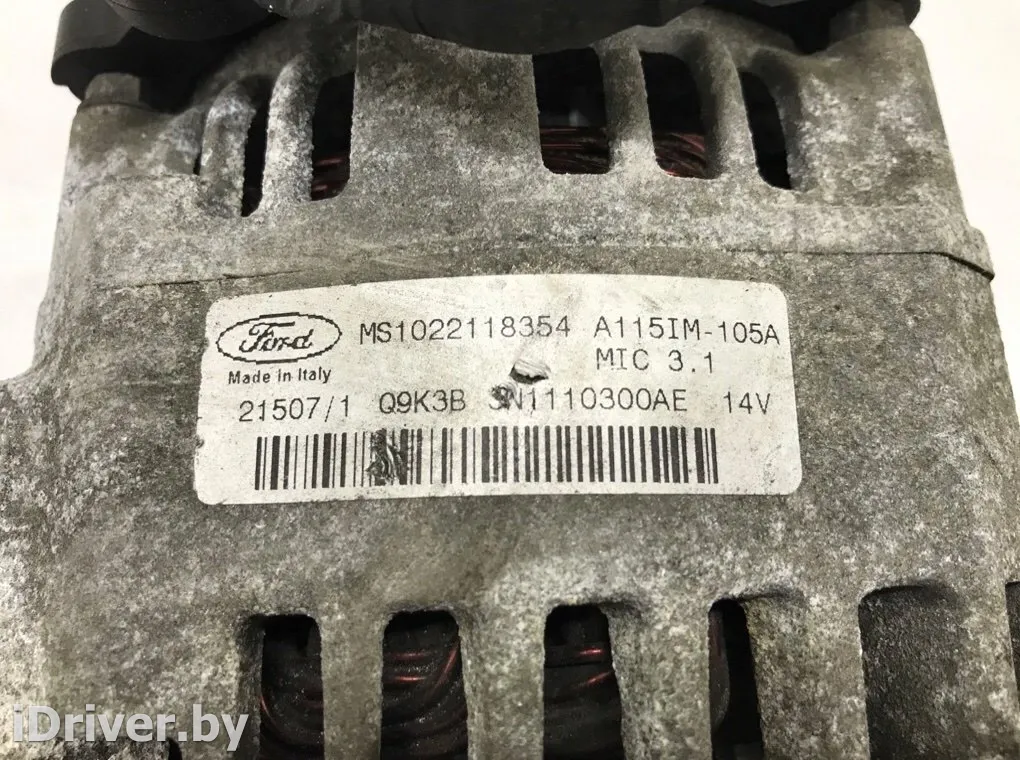 Ford MS1022118354 A115IM-105A
Made in Italy MIC 3.1
21507/1 Q9K3B 3N1110300AE 14V
iDriver.by